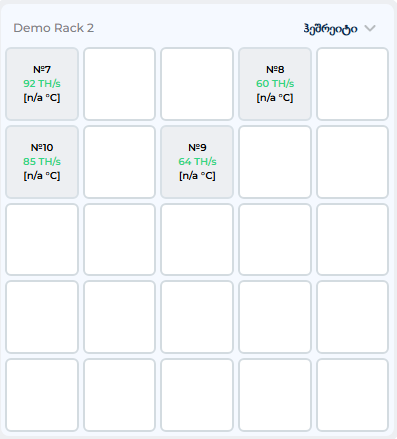 Demo Rack 2
ჰეშრეიტი
№7
92 TH/s
[n/a °C]
№8
60 TH/s
[n/a °C]
№10
85 TH/s
[n/a °C]
№9
64 TH/s
[n/a °C]